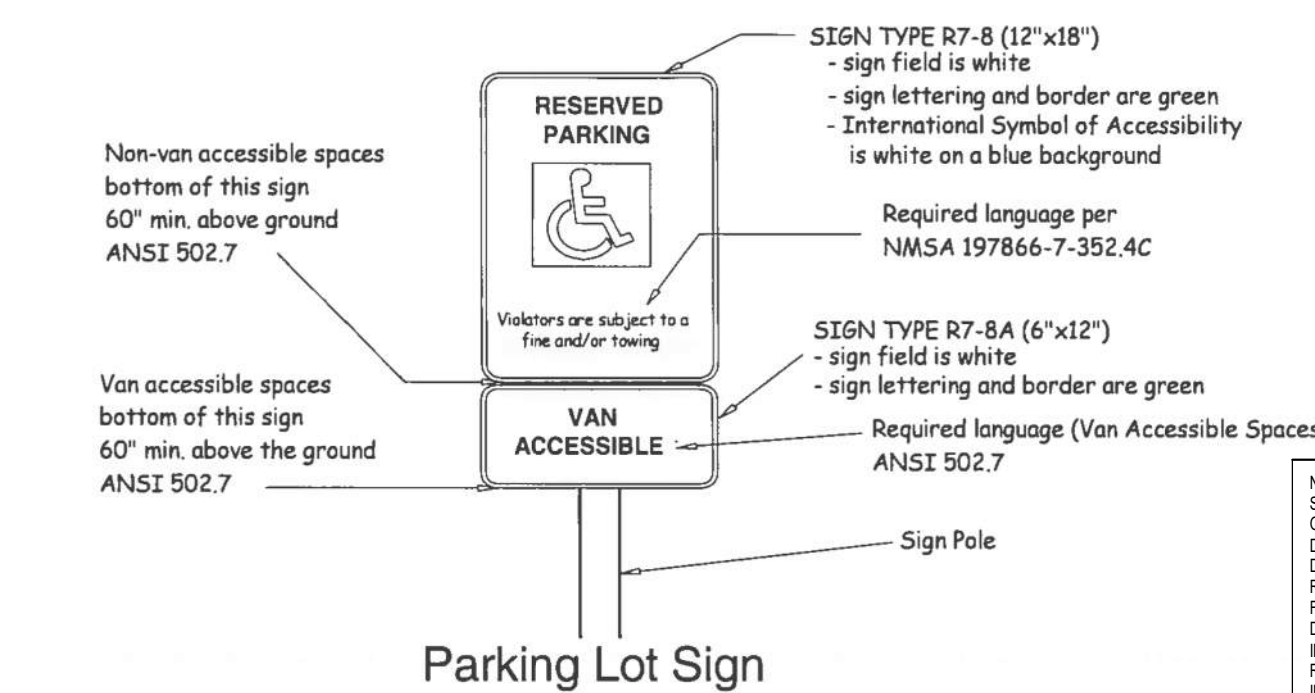 SIGN TYPE R7-8 (12"x18")
- sign field is white
- sign lettering and border are green
- International Symbol of Accessibility
is white on a blue background
RESERVED
PARKING
Non-van accessible spaces
bottom of this sign
60" min. above ground
ANSI 502.7
Required language per
NMSA 197866-7-352.4C
Violators are subject to a
fine and/or towing
SIGN TYPE R7-8A (6"x12")
- sign field is white
- sign lettering and border are green
Van accessible spaces
bottom of this sign
60" min. above the ground
ANSI 502.7
VAN
ACCESSIBLE
Required language (Van Accessible Spaces
ANSI 502.7
Sign Pole
Parking Lot Sign